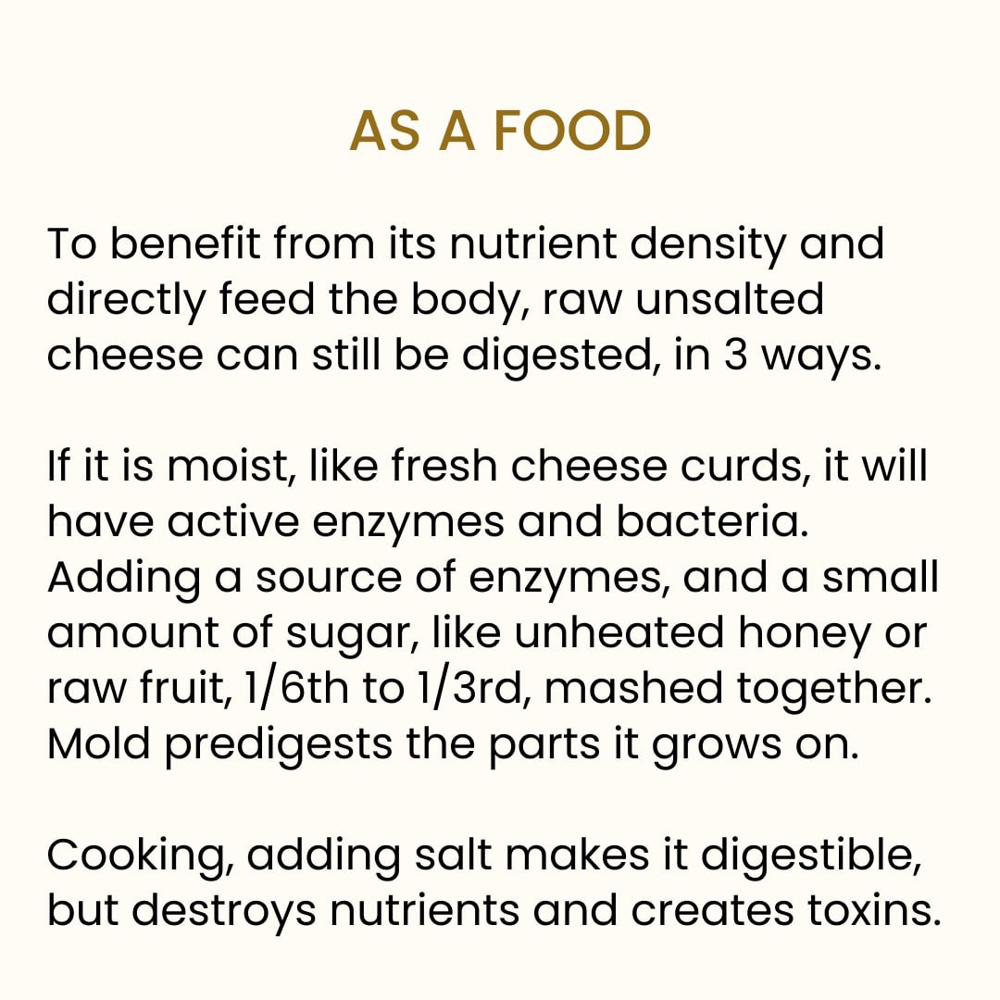 AS A FOOD
To benefit from its nutrient density and
directly feed the body, raw unsalted
cheese can still be digested, in 3 ways.
If it is moist, like fresh cheese curds, it will
have active enzymes and bacteria.
Adding a source of enzymes, and a small
amount of sugar, like unheated honey or
raw fruit, 1/6th to 1/3rd, mashed together.
Mold predigests the parts it grows on.
Cooking, adding salt makes it digestible,
but destroys nutrients and creates toxins.